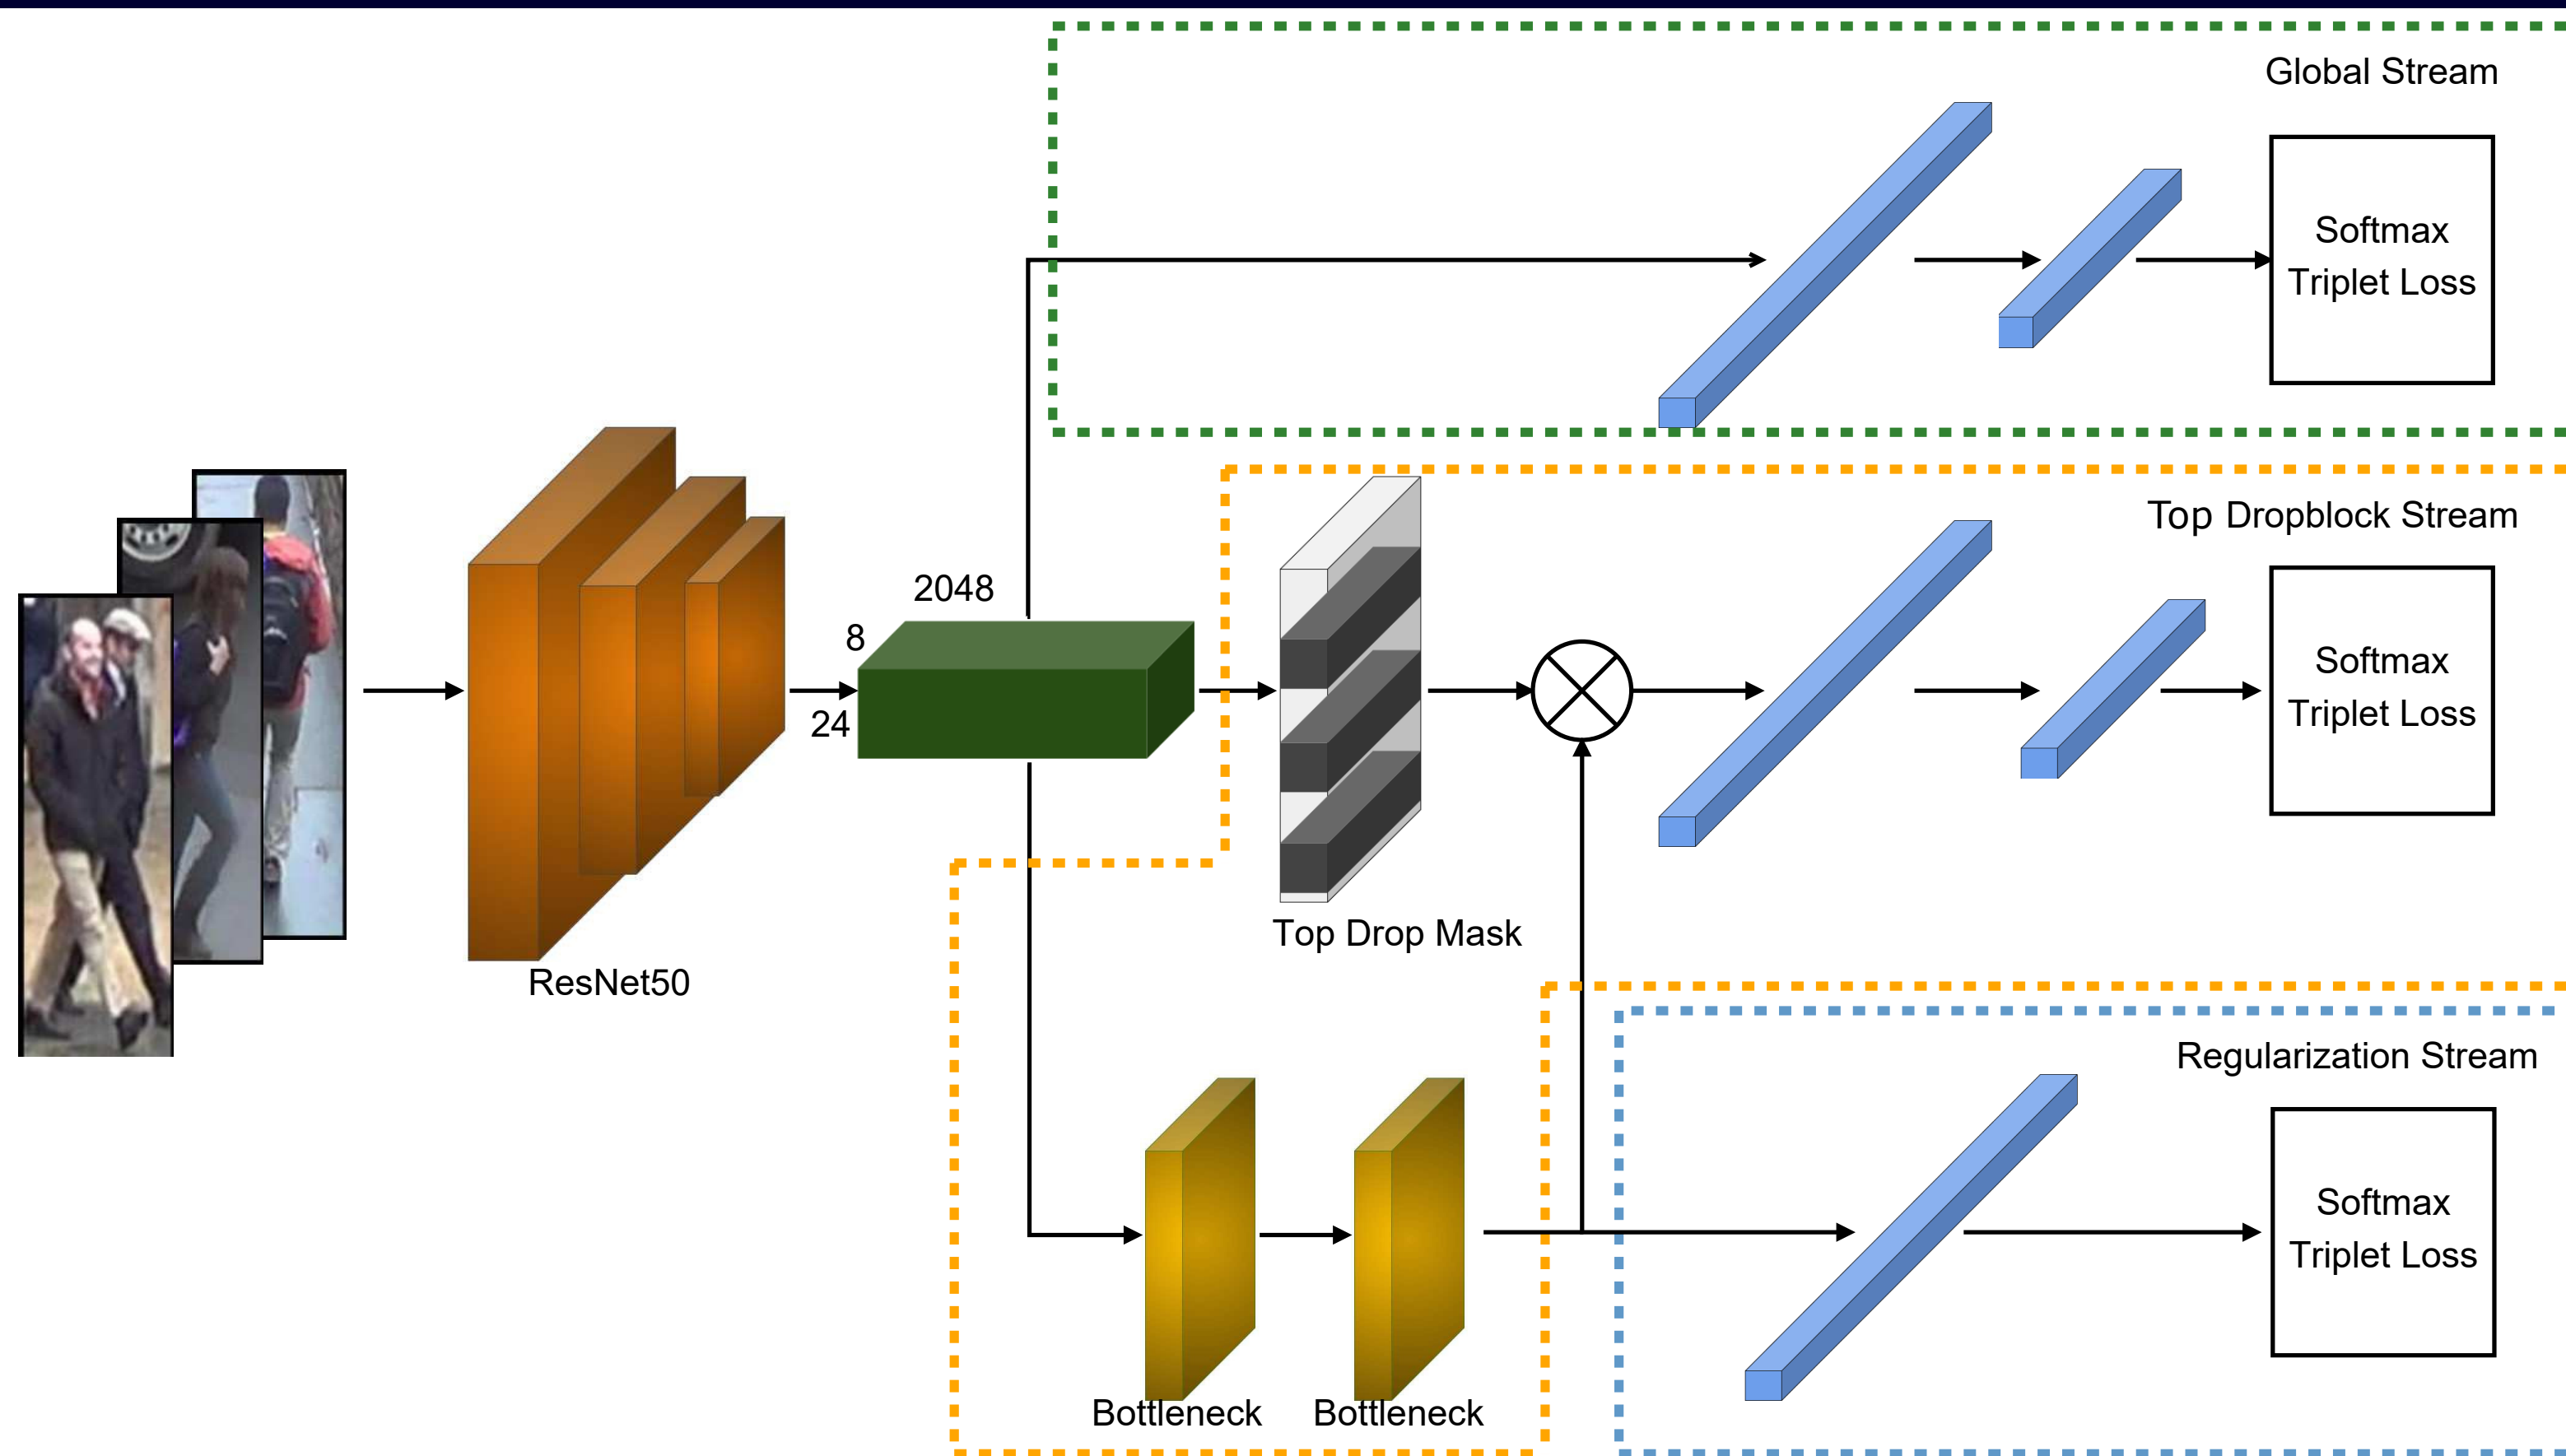 Global Stream
Softmax
Triplet Loss
Top Dropblock Stream
2048
8
24
Softmax
Triplet Loss
Top Drop Mask
ResNet50
Regularization Stream
Softmax
Triplet Loss
Bottleneck
Bottleneck